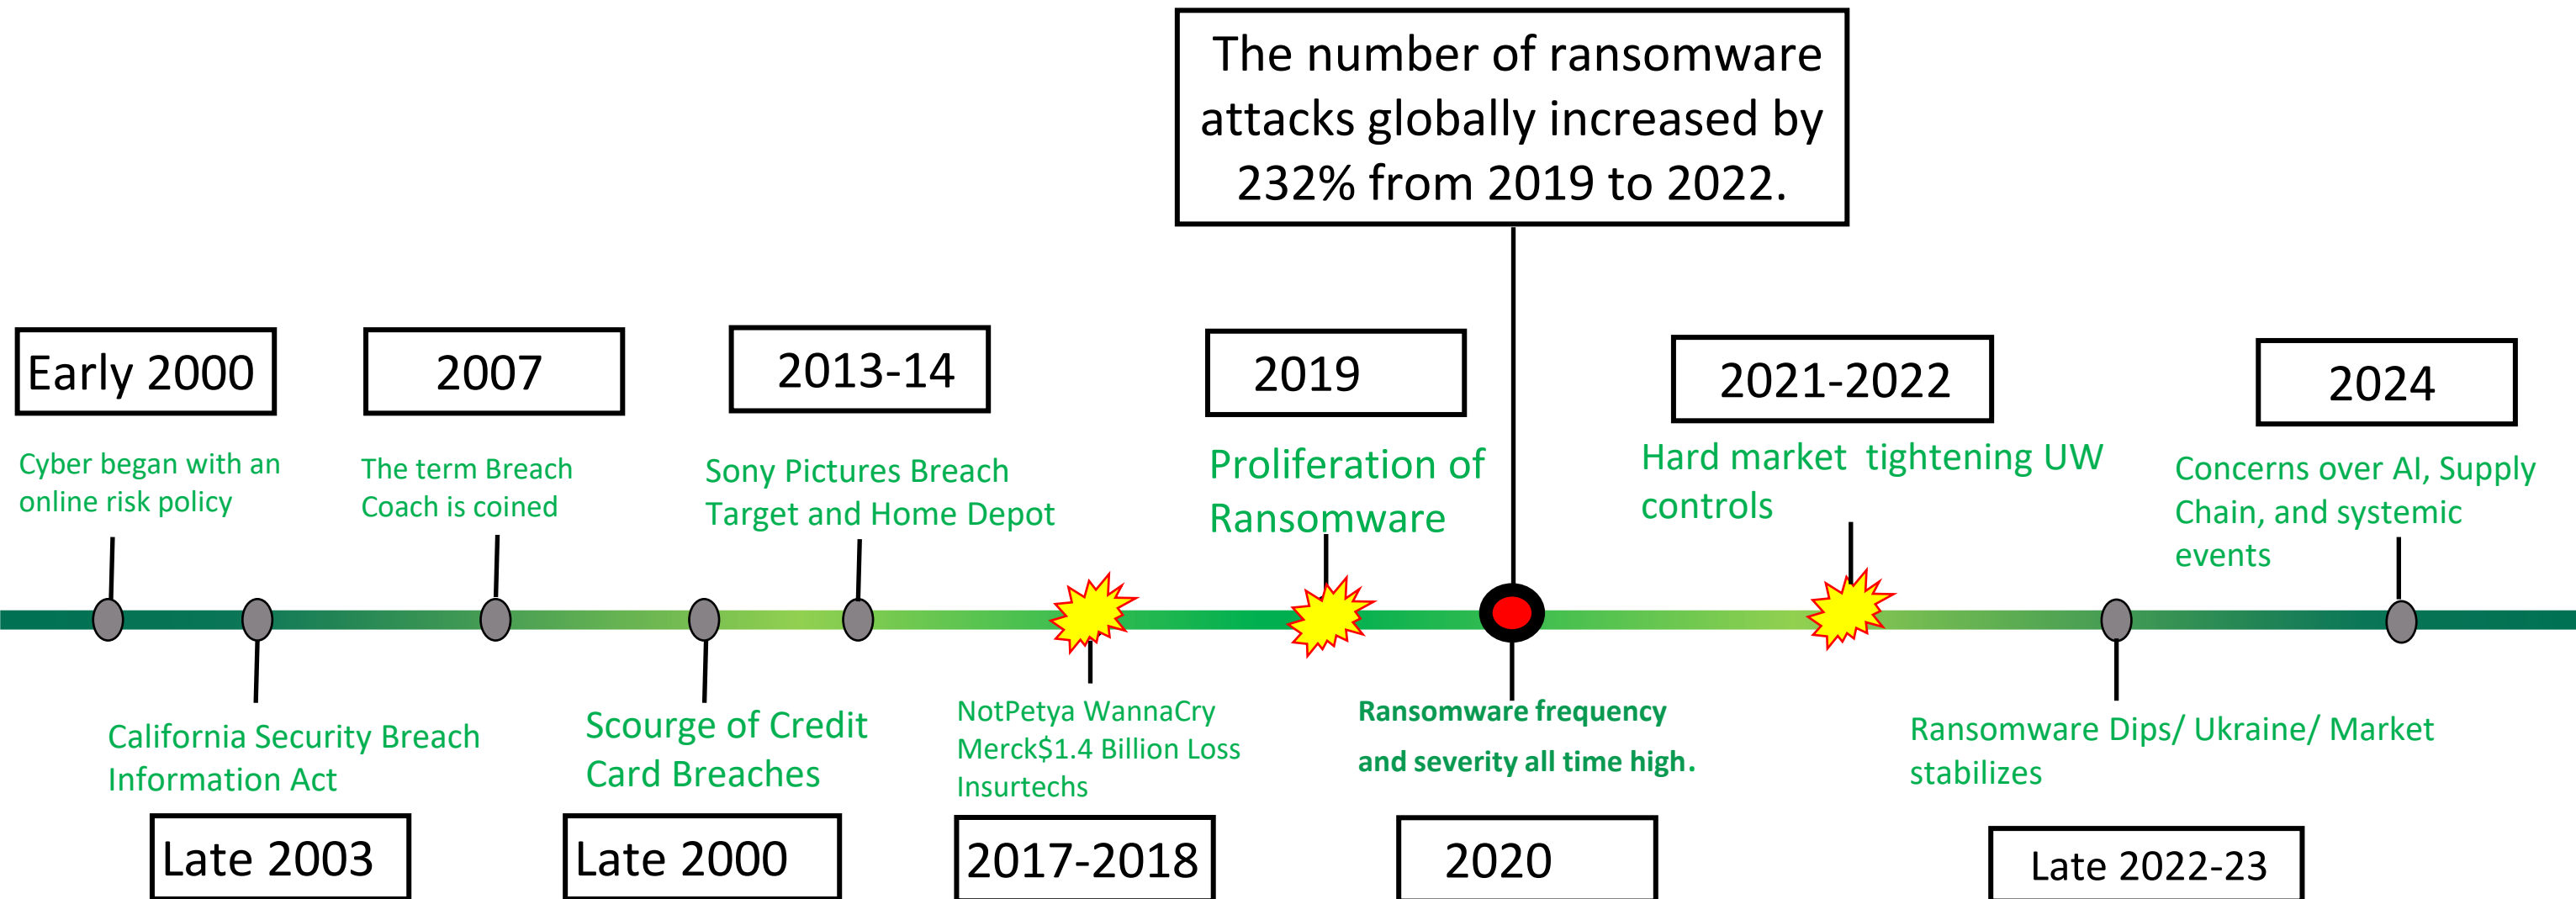 The number of ransomware
attacks globally increased by
232% from 2019 to 2022.
Early 2000
Cyber began with an
online risk policy
California Security Breach
Information Act
Late 2003
2007
The term Breach
Coach is coined
Scourge of Credit
Card Breaches
Late 2000
2013-14
Sony Pictures Breach
Target and Home Depot
NotPetya WannaCry
Merck$1.4 Billion Loss
Insurtechs
2017-2018
2019
Proliferation of
Ransomware
Ransomware frequency
and severity all time high.
2020
2021-2022
Hard market tightening UW
controls
Ransomware Dips/ Ukraine/ Market
stabilizes
Late 2022-23
2024
Concerns over AI, Supply
Chain, and systemic
events